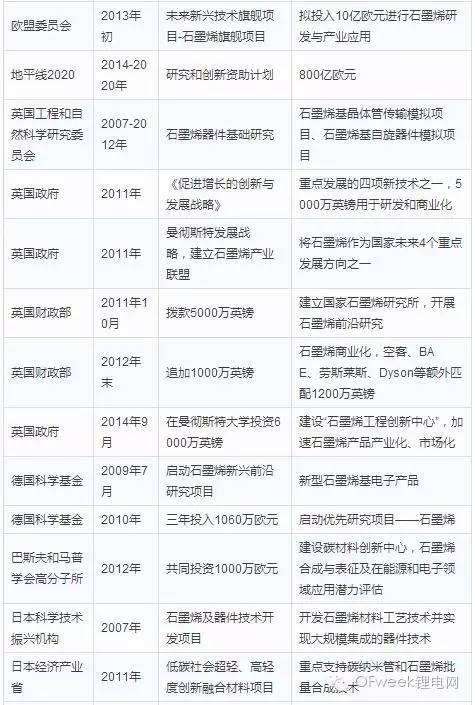 欧盟委员会
2013年
初
未来新兴技术旗舰项
目-石墨烯旗舰项目
拟投入10亿欧元进行石墨烯研
发与产业应用
地平线2020
2014-2
020年
研究和创新资助计划
800亿欧元
英国工程和自
然科学研究委
员会
2007-2
012年
石墨烯器件基础研究
石墨烯基晶体管传输模拟项
目、石墨烯基自旋器件模拟项
目
英国政府
2011年
《促进增长的创新与
发展战略》
重点发展的四项新技术之一，5
000万英镑用于研发和商业化
英国政府
2011年
曼彻斯特发展战
略，建立石墨烯产业
联盟
将石墨烯作为国家未来4个重点
发展方向之一
英国财政部
2011年1
0月
拨款5000万英镑
建立国家石墨烯研究所，开展
石墨烯前沿研究
英国财政部
2012年
末
追加1000万英镑
石墨烯商业化，空客、BA
E、劳斯莱斯、Dyson等额外匹
配1200万英镑
英国政府
2014年9
月
在曼彻斯特大学投资6
000万英镑
建设“石墨烯工程创新中心”，加
速石墨烯产品产业化、市场化
德国科学基金
2009年7
月
启动石墨烯新兴前沿
研究项目
新型石墨烯基电子产品
德国科学基金
2010年
三年投入1060万欧元
启动优先研究项目——石墨烯
巴斯夫和马普
学会高分子所
2012年
共同投资1000万欧元
建设碳材料创新中心，石墨烯
合成与表征及在能源和电子领
域应用潜力评估
日本科学技术
振兴机构
2007年
石墨烯及器件技术开
发项目
开发石墨烯材料工艺技术并实
现大规模集成的器件技术
日本经济产业
省
2011年
低碳社会超轻、高轻
度创新融合材料项目
重点支持碳纳米管和石墨烯批
量合成技术
OFweek锂电网